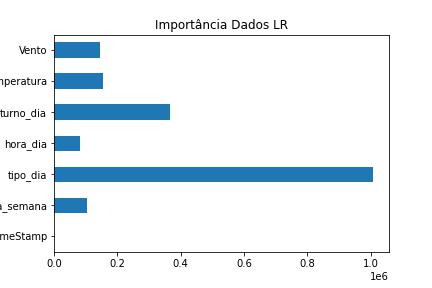 Importância Dados LR
Vento
nperatura
turno_dia
hora_dia
tipo_dia
a_semana
meStamp
0.0 0.2 0.4 0.6 0.8 1.0
1e6